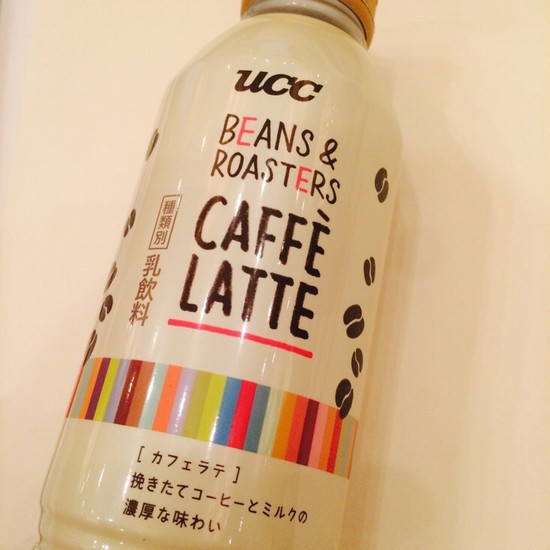 UCC
BEANS &
ROASTERS
CAFFÈ
LATTE
種類別
乳飲料
[ カフェラテ ]
挽きたてコーヒーとミルクの
濃厚な味わい